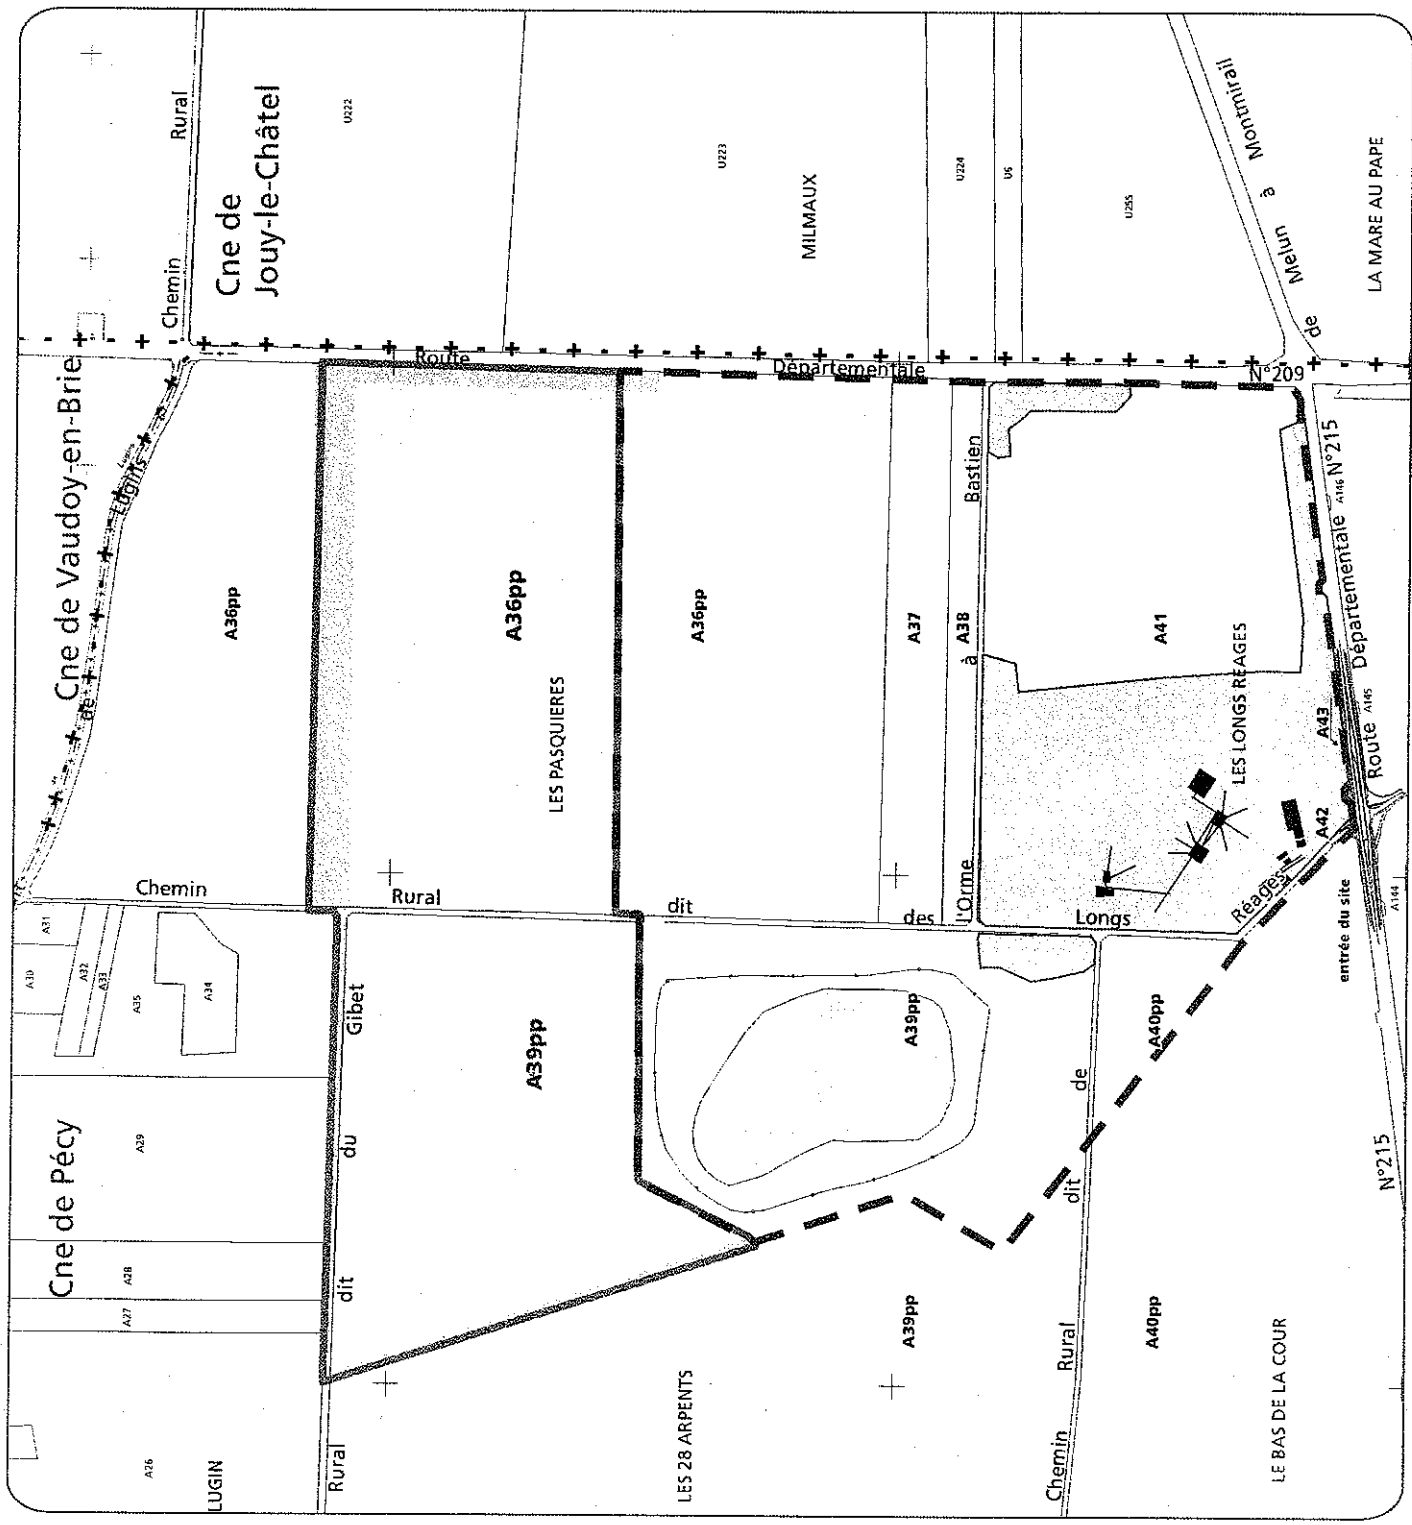 Cne de Pécy
Cne de Vaudoy-en-Brie
Cne de
Jouy-le-Châtel
Chemin
Rural
de
Luglits
U222
U223
MILMAUX
U224
U6
U255
de Melun à Montmirail
LA MARE AU PAPE
Route
Départementale
N°209
A36pp
A36pp
A36pp
LES PASQUIERES
A37
A38
l'Orme
à
Bastien
A41
LES LONGS REAGES
A42
A43
A144
A145
A146
Route Départementale N°215
N°215
entrée du site
Chemin
Rural
dit
des
Longs
Réages
A30
A31
A32
A33
A34
A35
A29
A28
A27
A26
LUGIN
Rural
dit
du
Gibet
A39pp
A39pp
A39pp
A40pp
A40pp
LES 28 ARPENTS
Chemin
Rural
dit
de
LE BAS DE LA COUR